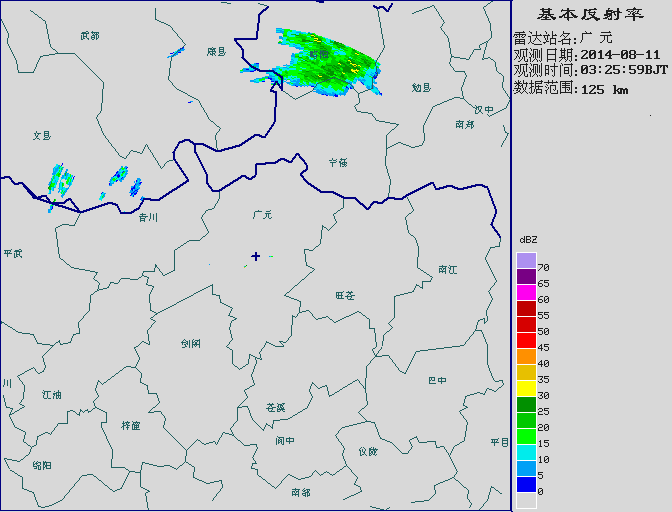 基本反射率
雷达站名:广 元
观测日期:2014-08-11
观测时间:03:25:59BJT
数据范围:125 km
武都
康县
略阳
勉县
汉中
南郑
文县
宁强
青川
广元
平武
南江
旺苍
剑阁
川
江油
巴中
苍溪
梓潼
阆中
仪陇
平昌
绵阳
南部
dBZ
70
65
60
55
50
45
40
35
30
25
20
15
10
5
0